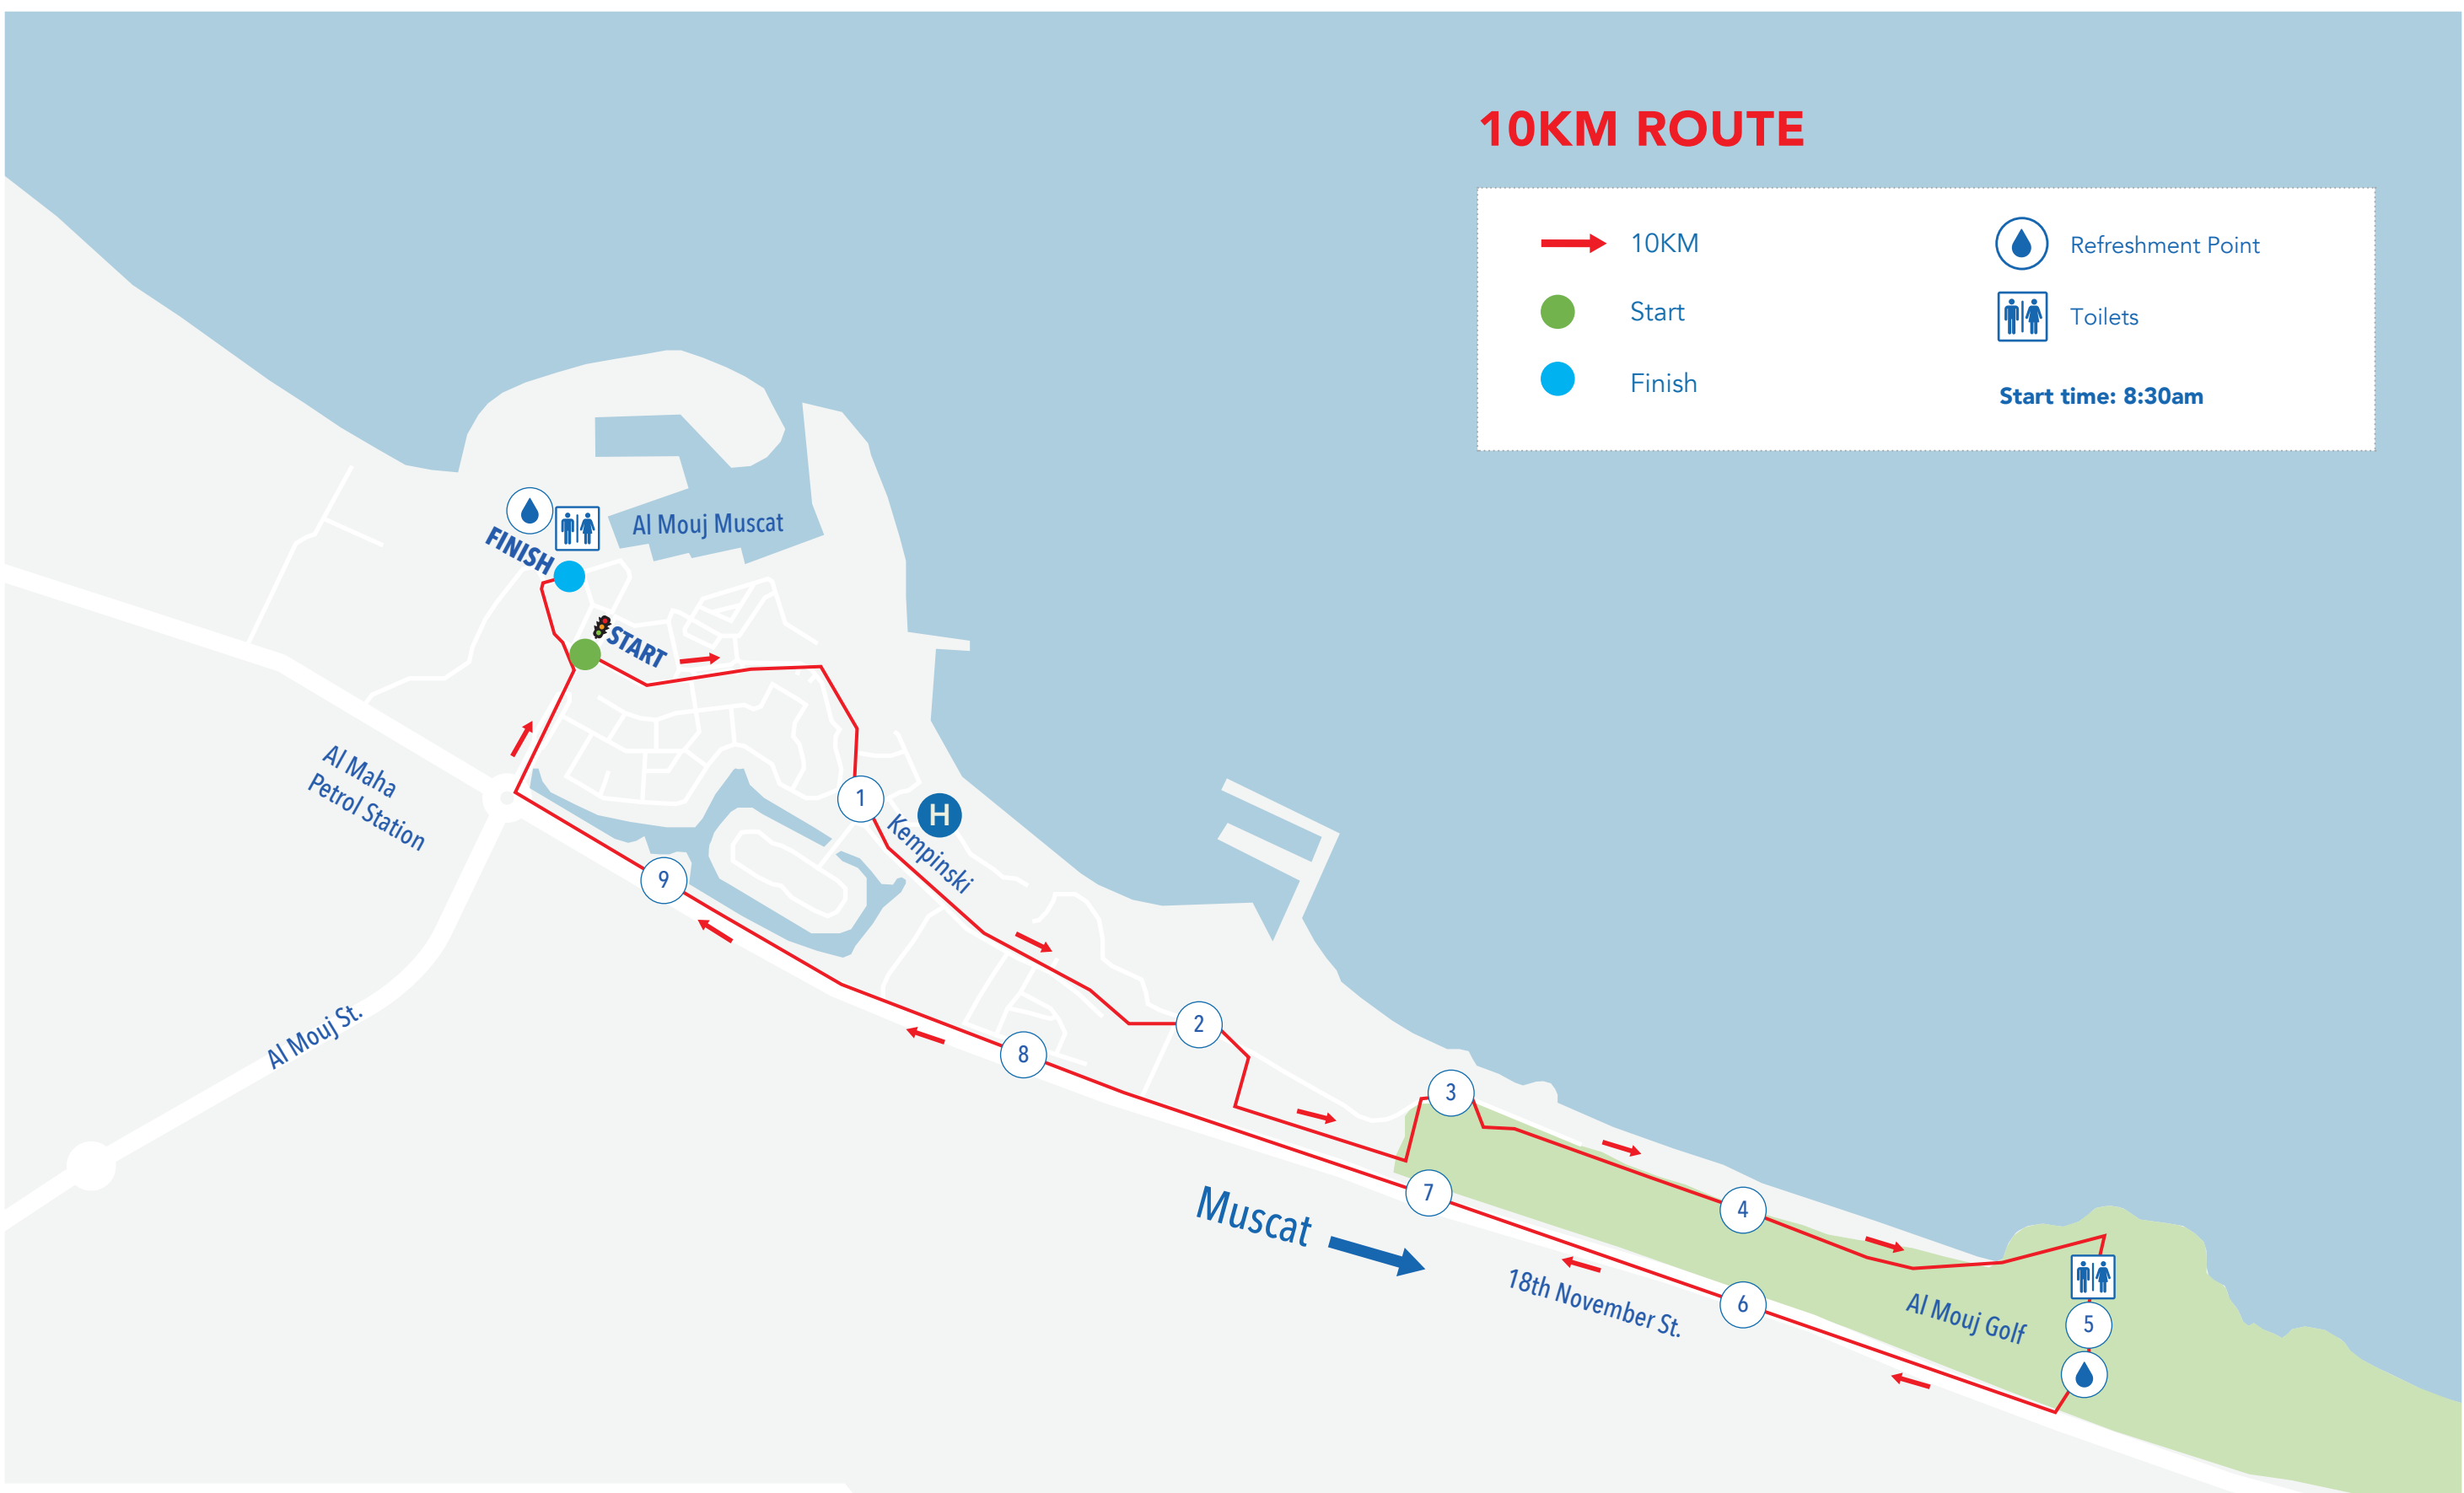 10KM ROUTE
10KM
Start
Finish
Refreshment Point
Toilets
Start time: 8:30am
Al Mouj Muscat
FINISH
START
Al Maha
Petrol Station
1
H
Kempinski
9
Al Mouj St.
2
8
3
7
4
Muscat
18th November St.
6
Al Mouj Golf
5